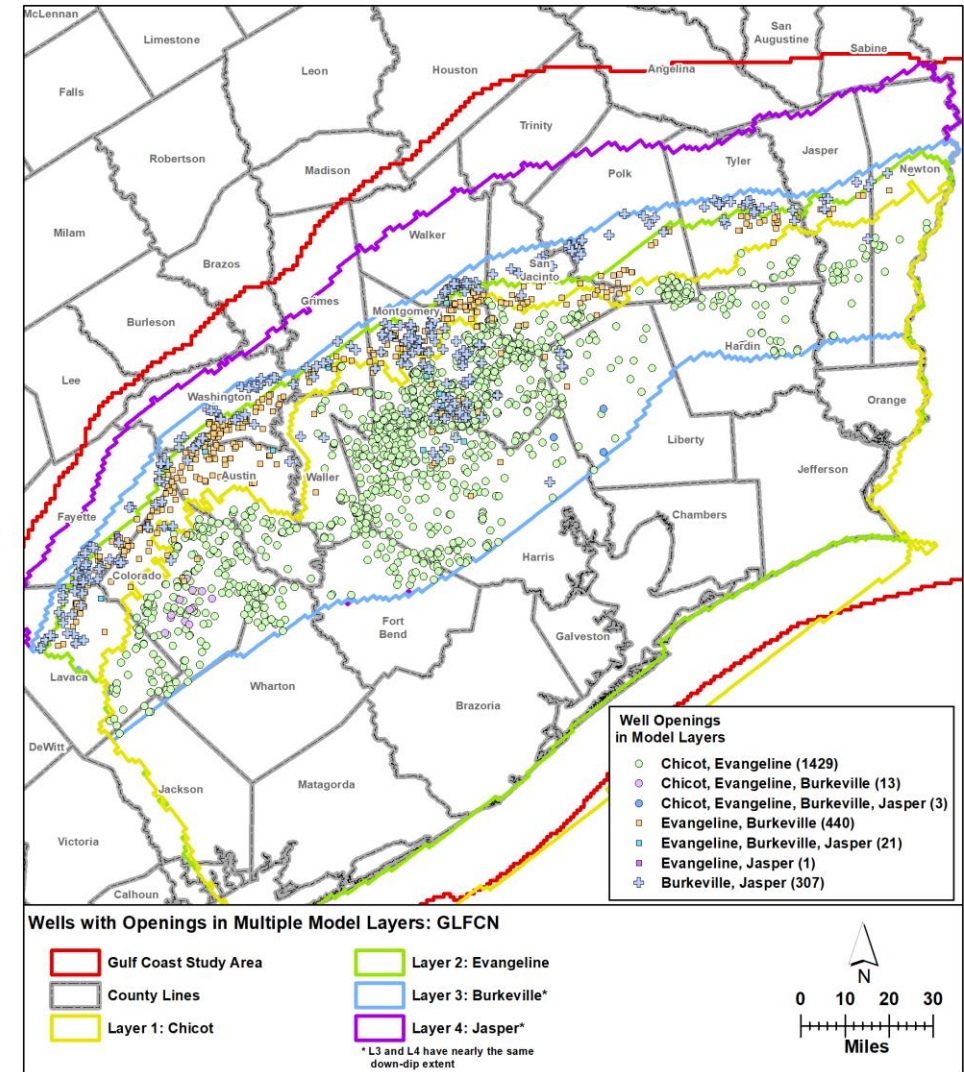 McLennan
Limestone
Falls
Leon
Houston
San
Augustine
Sabine
Angelina
Robertson
Madison
Trinity
Polk
Tyler
Jasper
Newton
Milam
Brazos
Walker
Grimes
San
Jacinto
Burleson
Montgomery
Lee
Washington
Hardin
Orange
Liberty
Jefferson
Austin
Waller
Fayette
Chambers
Colorado
Harris
Fort
Bend
Galveston
Lavaca
Wharton
Brazoria
DeWitt
Jackson
Matagorda
Victoria
Calhoun
Well Openings
in Model Layers
Chicot, Evangeline (1429)
Chicot, Evangeline, Burkeville (13)
Chicot, Evangeline, Burkeville, Jasper (3)
Evangeline, Burkeville (440)
Evangeline, Burkeville, Jasper (21)
Evangeline, Jasper (1)
Burkeville, Jasper (307)
Wells with Openings in Multiple Model Layers: GLFCN
Gulf Coast Study Area
County Lines
Layer 1: Chicot
Layer 2: Evangeline
Layer 3: Burkeville*
Layer 4: Jasper*
* L3 and L4 have nearly the same
down-dip extent
N
0 10 20 30
Miles